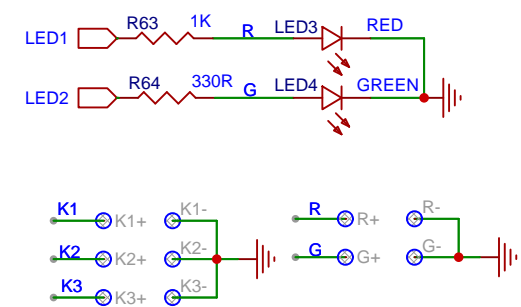 R63 1K R LED3 RED
LED1
R64 330R G LED4 GREEN
LED2
K1 K1+ K1- R R+ R-
K2 K2+ K2- G G+ G-
K3 K3+ K3-